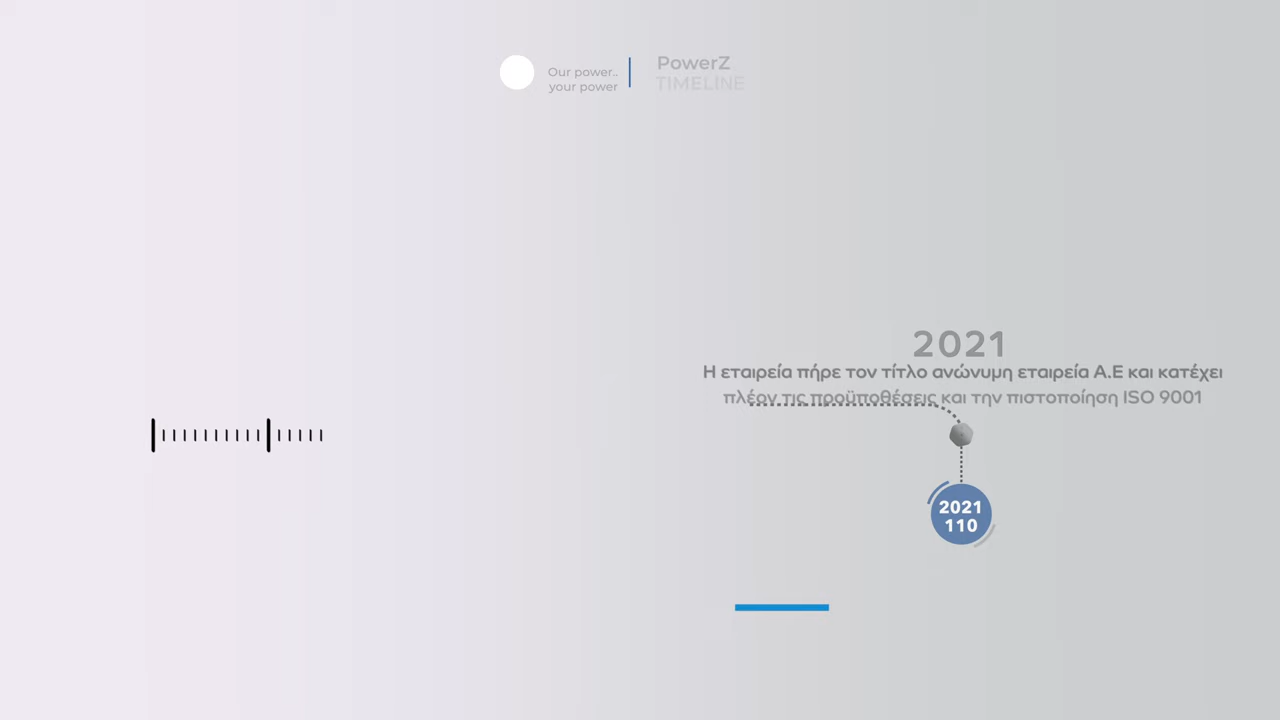 Our power..
your power
PowerZ
TIMELINE
2021
Η εταιρεία πήρε τον τίτλο ανώνυμη εταιρεία Α.Ε και κατέχει
πλέον τις προϋποθέσεις και την πιστοποίηση ISO 9001
2021
110